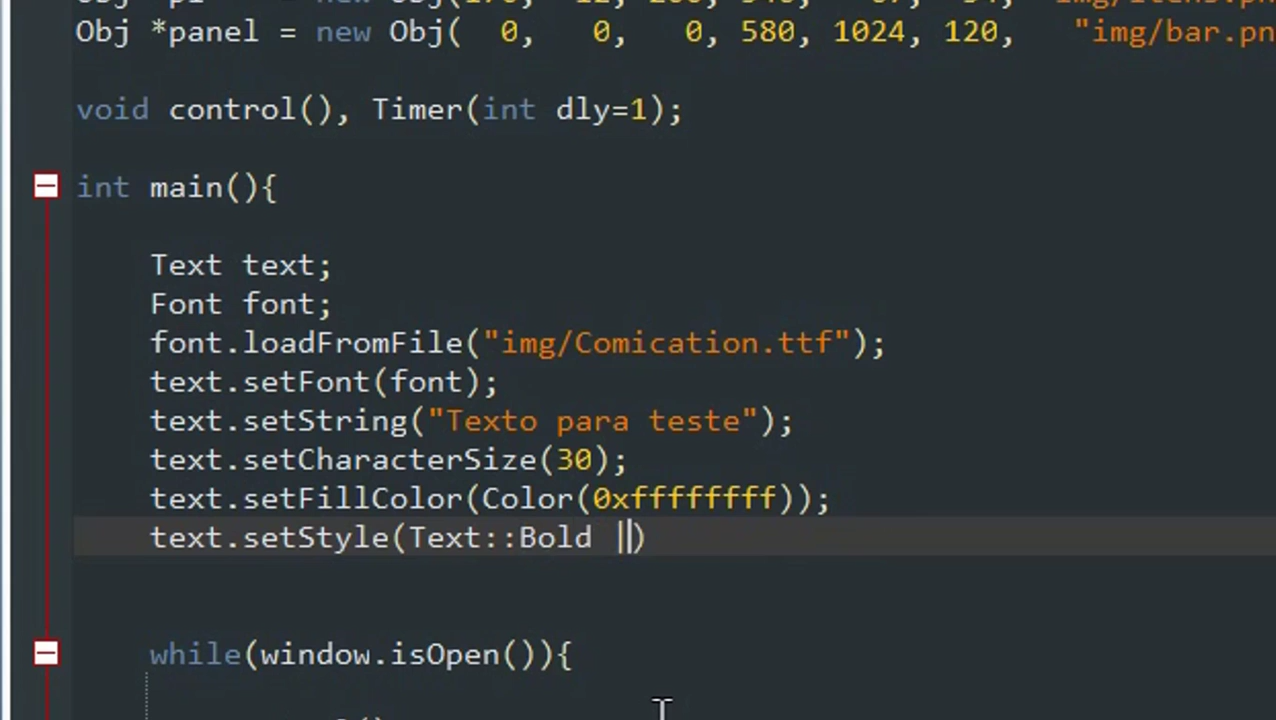 Obj *panel = new Obj(  0,    0,    0, 580, 1024, 120,   "img/bar.pn
void control(), Timer(int dly=1);
int main(){
Text text;
Font font;
font.loadFromFile("img/Comication.ttf");
text.setFont(font);
text.setString("Texto para teste");
text.setCharacterSize(30);
text.setFillColor(Color(0xffffffff));
text.setStyle(Text::Bold |)
while(window.isOpen()){